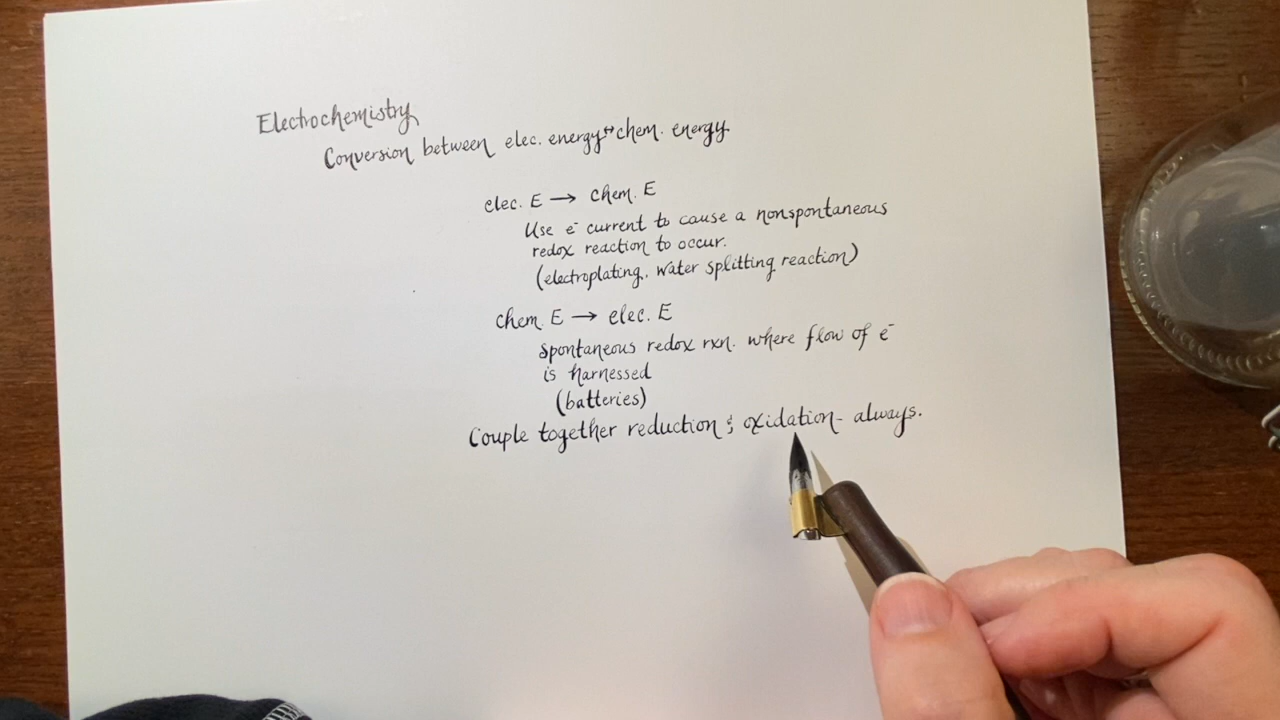 Electrochemistry
Conversion between elec. energy ↔ chem. energy
elec. E → chem. E
Use e⁻ current to cause a nonspontaneous
redox reaction to occur.
(electroplating, water splitting reaction)
chem. E → elec. E
spontaneous redox rxn. where flow of e⁻
is harnessed
(batteries)
Couple together reduction & oxidation - always.